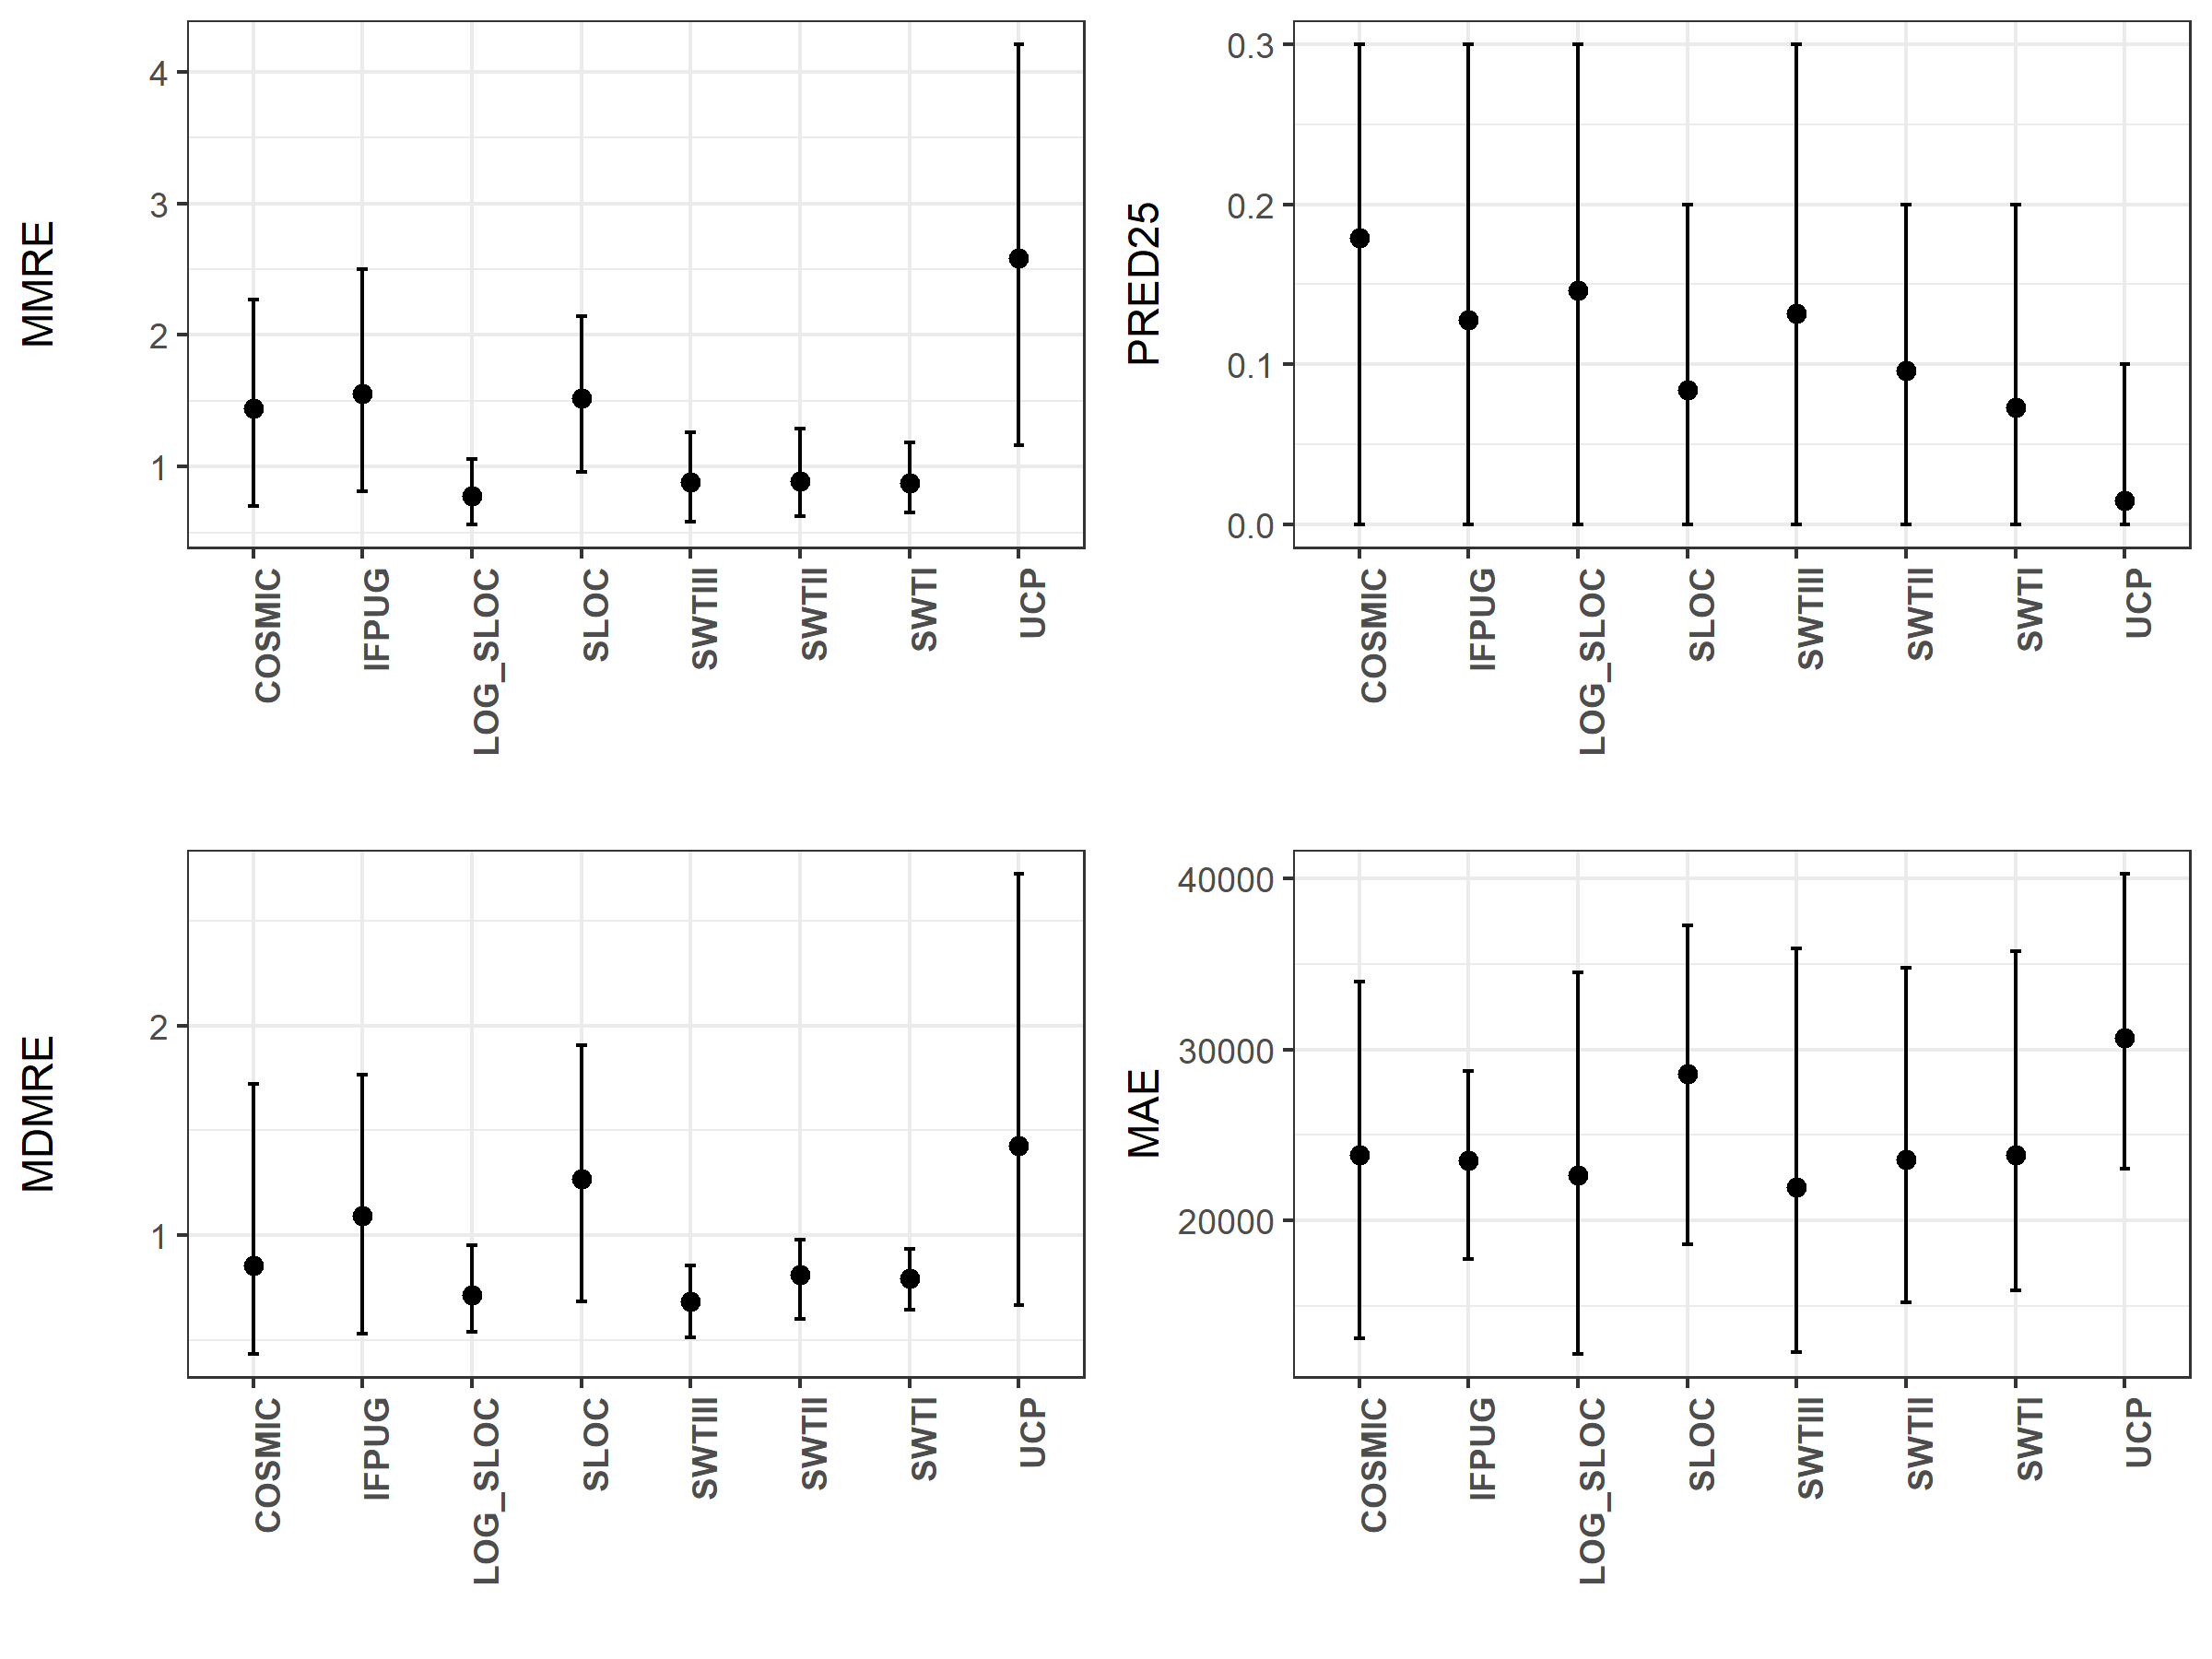 MMRE
4
3
2
1
COSMIC
IFPUG
LOG_SLOC
SLOC
SWTIII
SWTII
SWTI
UCP
PRED25
0.3
0.2
0.1
0.0
COSMIC
IFPUG
LOG_SLOC
SLOC
SWTIII
SWTII
SWTI
UCP
MDMRE
2
1
COSMIC
IFPUG
LOG_SLOC
SLOC
SWTIII
SWTII
SWTI
UCP
MAE
40000
30000
20000
COSMIC
IFPUG
LOG_SLOC
SLOC
SWTIII
SWTII
SWTI
UCP